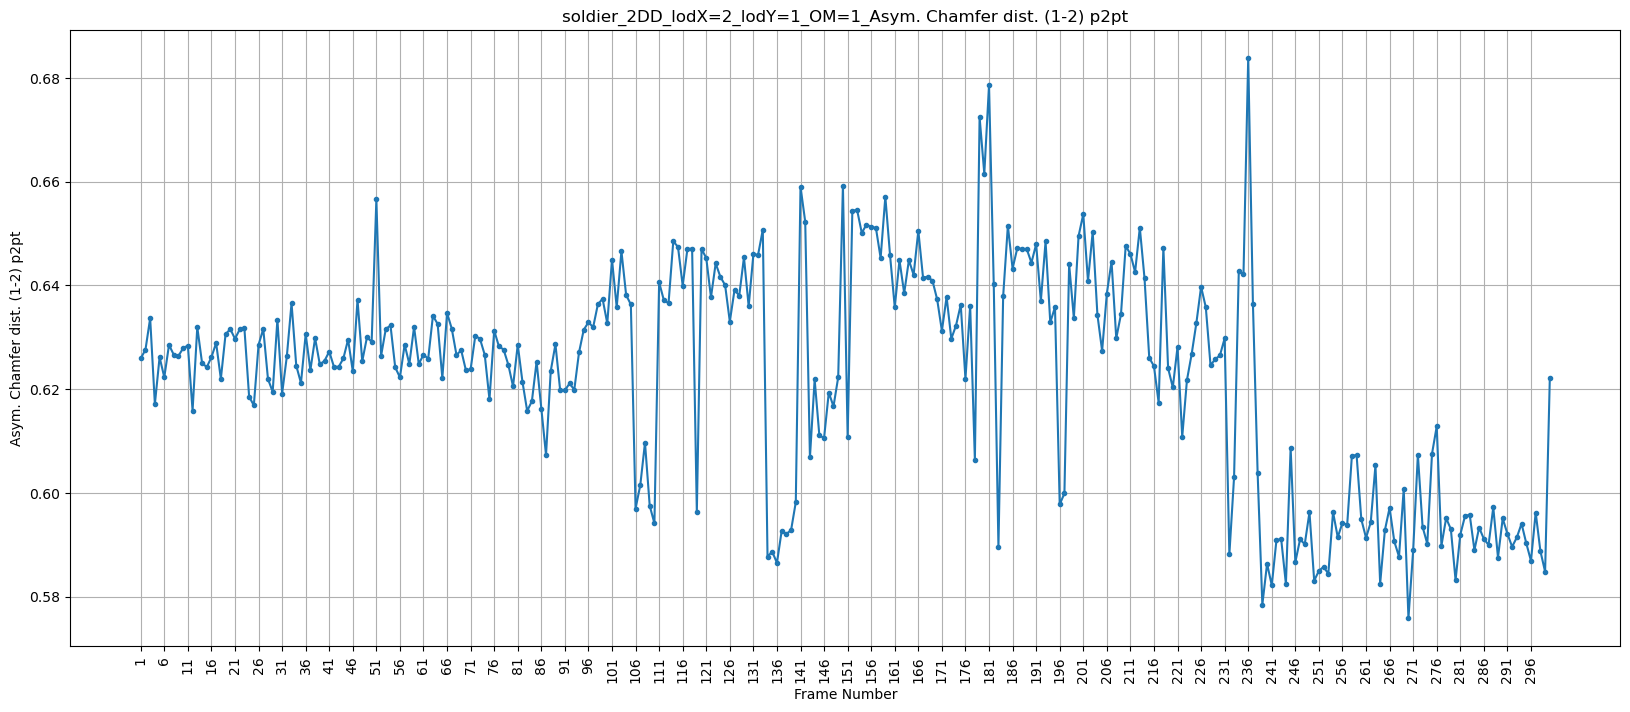 soldier_2DD_lodX=2_lodY=1_OM=1_Asym. Chamfer dist. (1-2) p2pt
0.68
0.66
0.64
0.62
0.60
0.58
Asym. Chamfer dist. (1-2) p2pt
1 6 11 16 21 26 31 36 41 46 51 56 61 66 71 76 81 86 91 96 101 106 111 116 121 126 131 136 141 146 151 156 161 166 171 176 181 186 191 196 201 206 211 216 221 226 231 236 241 246 251 256 261 266 271 276 281 286 291 296
Frame Number